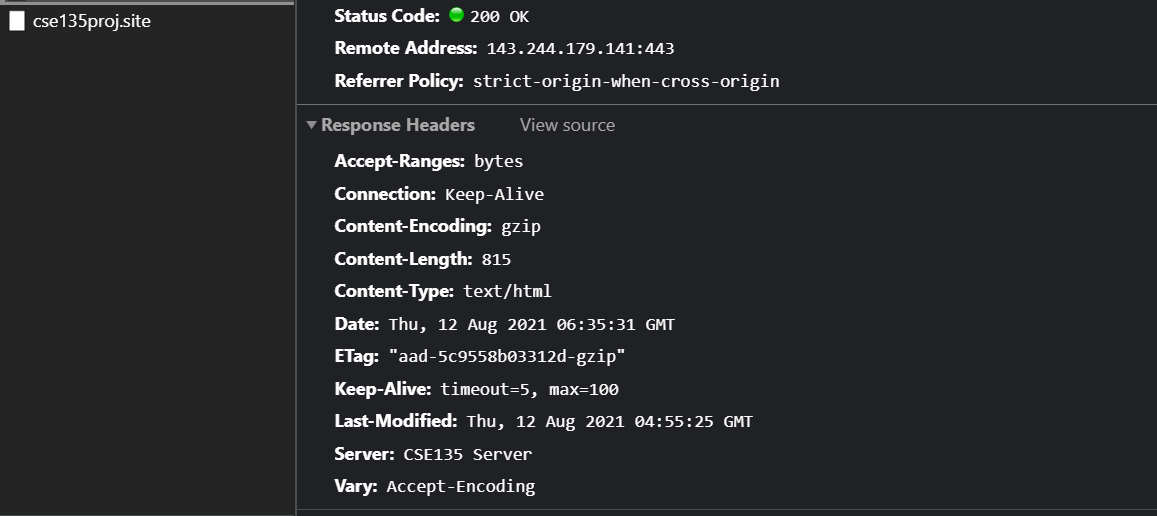 cse135proj.site
Status Code: 200 OK
Remote Address: 143.244.179.141:443
Referrer Policy: strict-origin-when-cross-origin
Response Headers View source
Accept-Ranges: bytes
Connection: Keep-Alive
Content-Encoding: gzip
Content-Length: 815
Content-Type: text/html
Date: Thu, 12 Aug 2021 06:35:31 GMT
ETag: "aad-5c9558b03312d-gzip"
Keep-Alive: timeout=5, max=100
Last-Modified: Thu, 12 Aug 2021 04:55:25 GMT
Server: CSE135 Server
Vary: Accept-Encoding